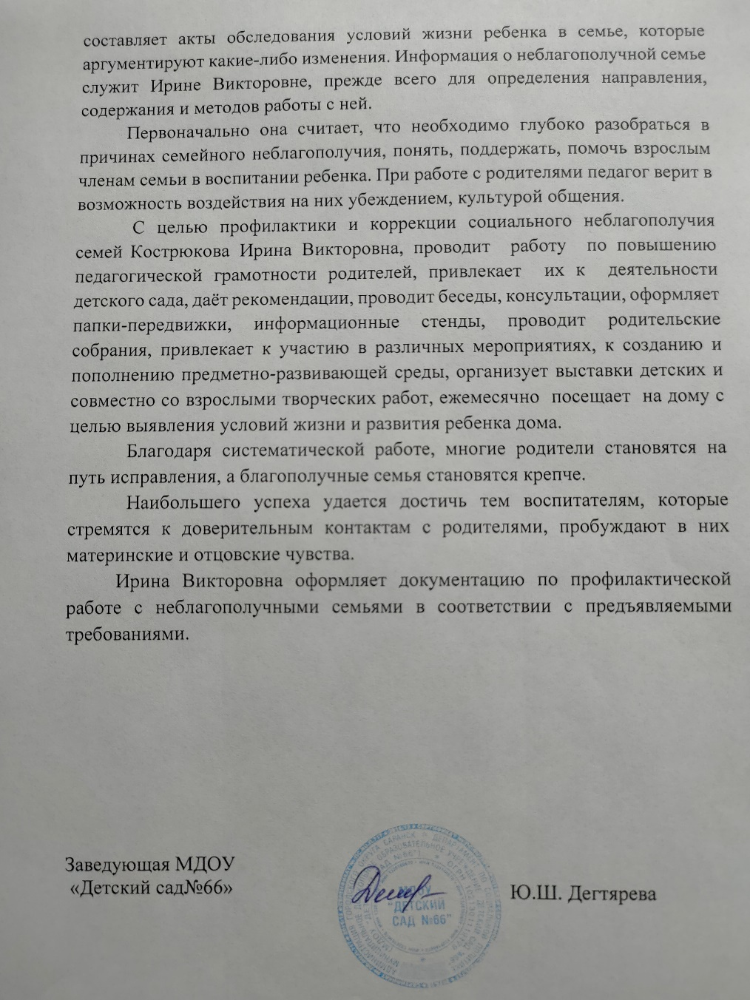 составляет акты обследования условий жизни ребенка в семье, которые
аргументируют какие-либо изменения. Информация о неблагополучной семье
служит Ирине Викторовне, прежде всего для определения направления,
содержания и методов работы с ней.
Первоначально она считает, что необходимо глубоко разобраться в
причинах семейного неблагополучия, понять, поддержать, помочь взрослым
членам семьи в воспитании ребенка. При работе с родителями педагог верит в
возможность воздействия на них убеждением, культурой общения.
С целью профилактики и коррекции социального неблагополучия
семей Кострюкова Ирина Викторовна, проводит работу по повышению
педагогической грамотности родителей, привлекает их к деятельности
детского сада, даёт рекомендации, проводит беседы, консультации, оформляет
папки-передвижки, информационные стенды, проводит родительские
собрания, привлекает к участию в различных мероприятиях, к созданию и
пополнению предметно-развивающей среды, организует выставки детских и
совместно со взрослыми творческих работ, ежемесячно посещает на дому с
целью выявления условий жизни и развития ребенка дома.
Благодаря систематической работе, многие родители становятся на
путь исправления, а благополучные семья становятся крепче.
Наибольшего успеха удается достичь тем воспитателям, которые
стремятся к доверительным контактам с родителями, пробуждают в них
материнские и отцовские чувства.
Ирина Викторовна оформляет документацию по профилактической
работе с неблагополучными семьями в соответствии с предъявляемыми
требованиями.
Заведующая МДОУ
«Детский сад№66»
МДОУ
"ДЕТСКИЙ
САД №66"
Ю.Ш. Дегтярева